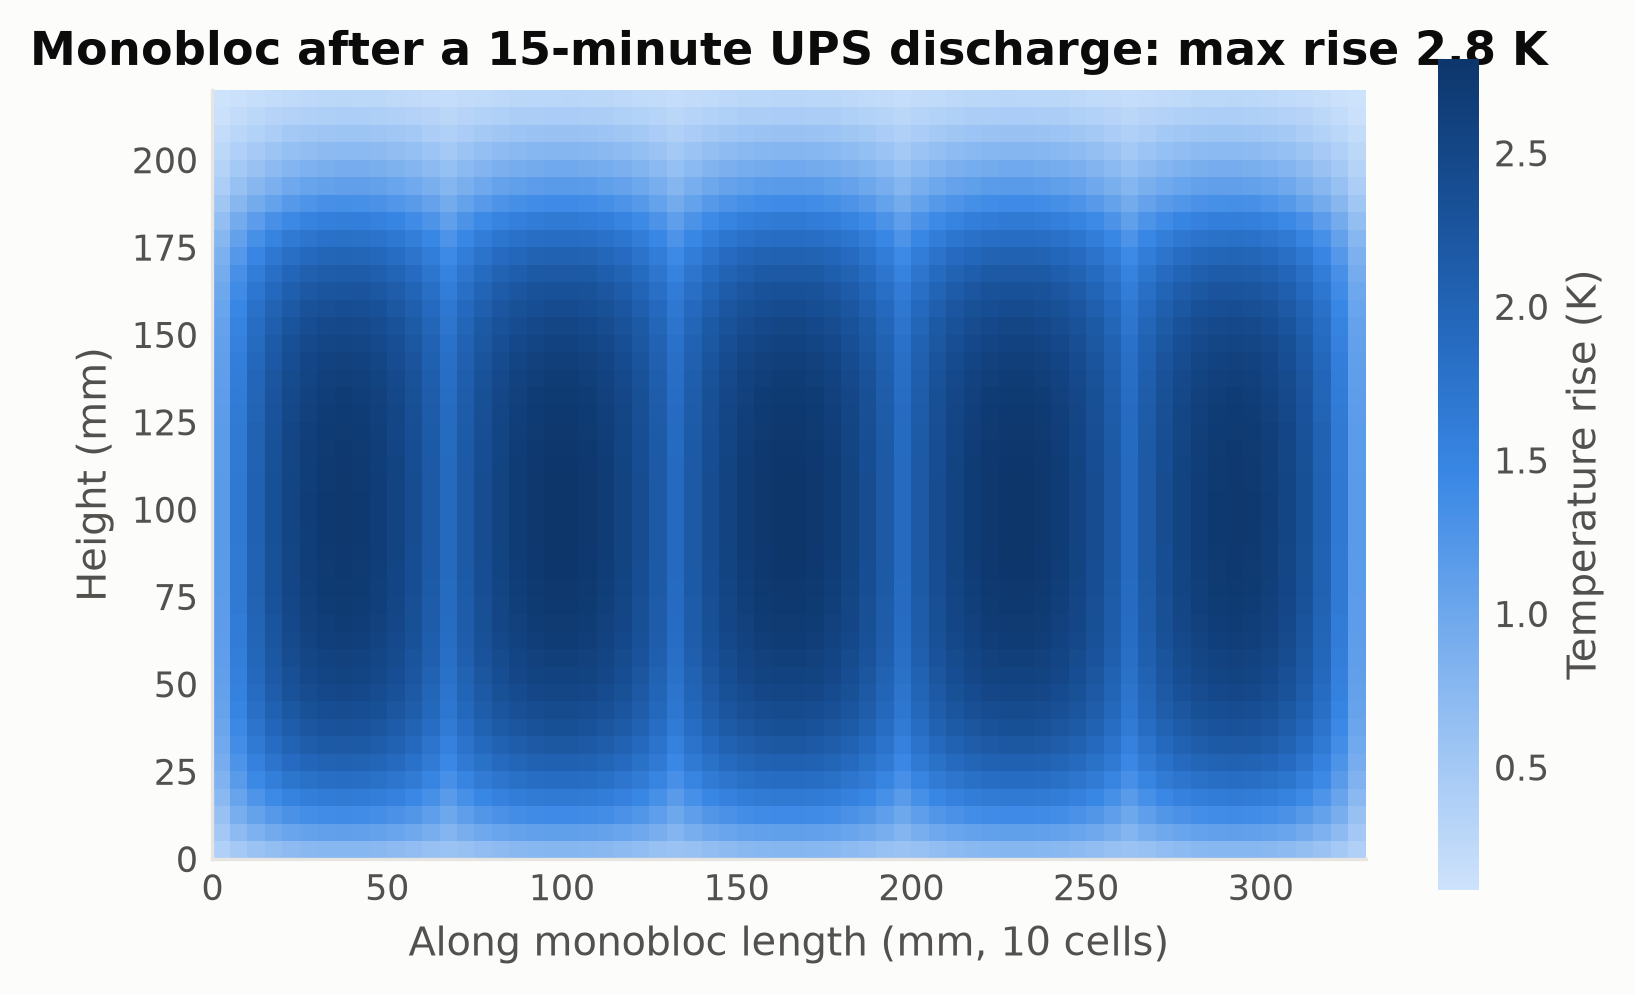 Monobloc after a 15-minute UPS discharge: max rise 2.8 K
200
175
150
125
100
75
50
25
0
Height (mm)
0 50 100 150 200 250 300
Along monobloc length (mm, 10 cells)
2.5
2.0
1.5
1.0
0.5
Temperature rise (K)